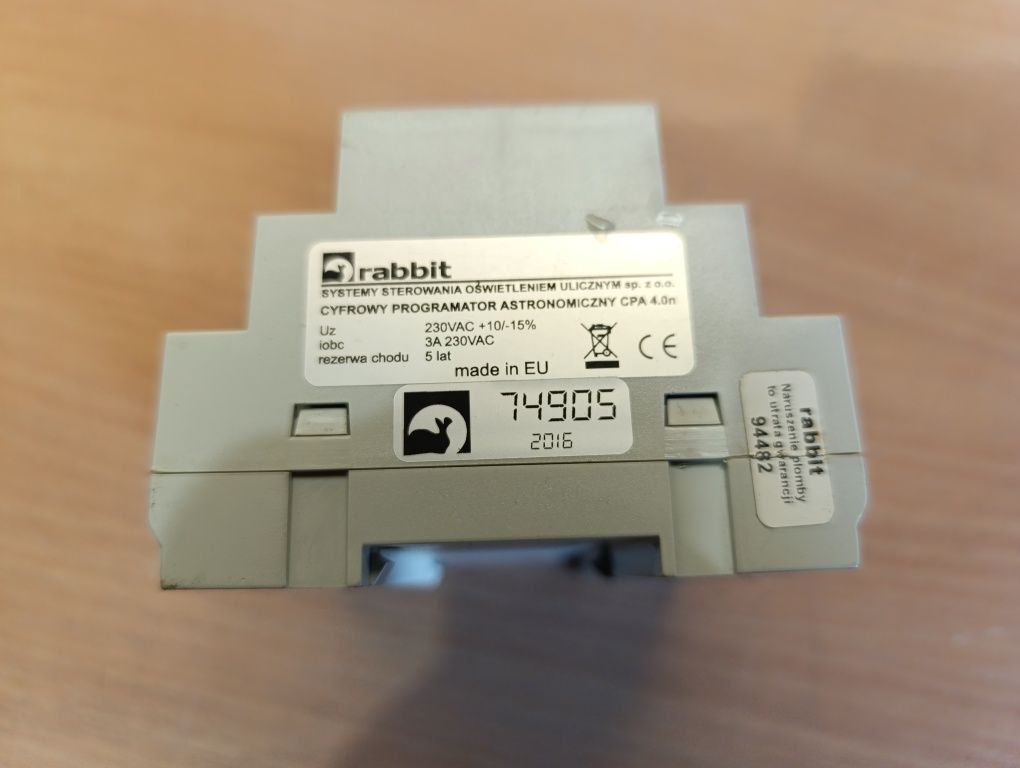 rabbit
SYSTEMY STEROWANIA OŚWIETLENIEM ULICZNYM sp. z o.o.
CYFROWY PROGRAMATOR ASTRONOMICZNY CPA 4.0n
Uz 230VAC +10/-15%
iobc 3A 230VAC
rezerwa chodu 5 lat
made in EU
CE
74905
2016
rabbit
Naruszenie plomby
to utrata gwarancji
94482